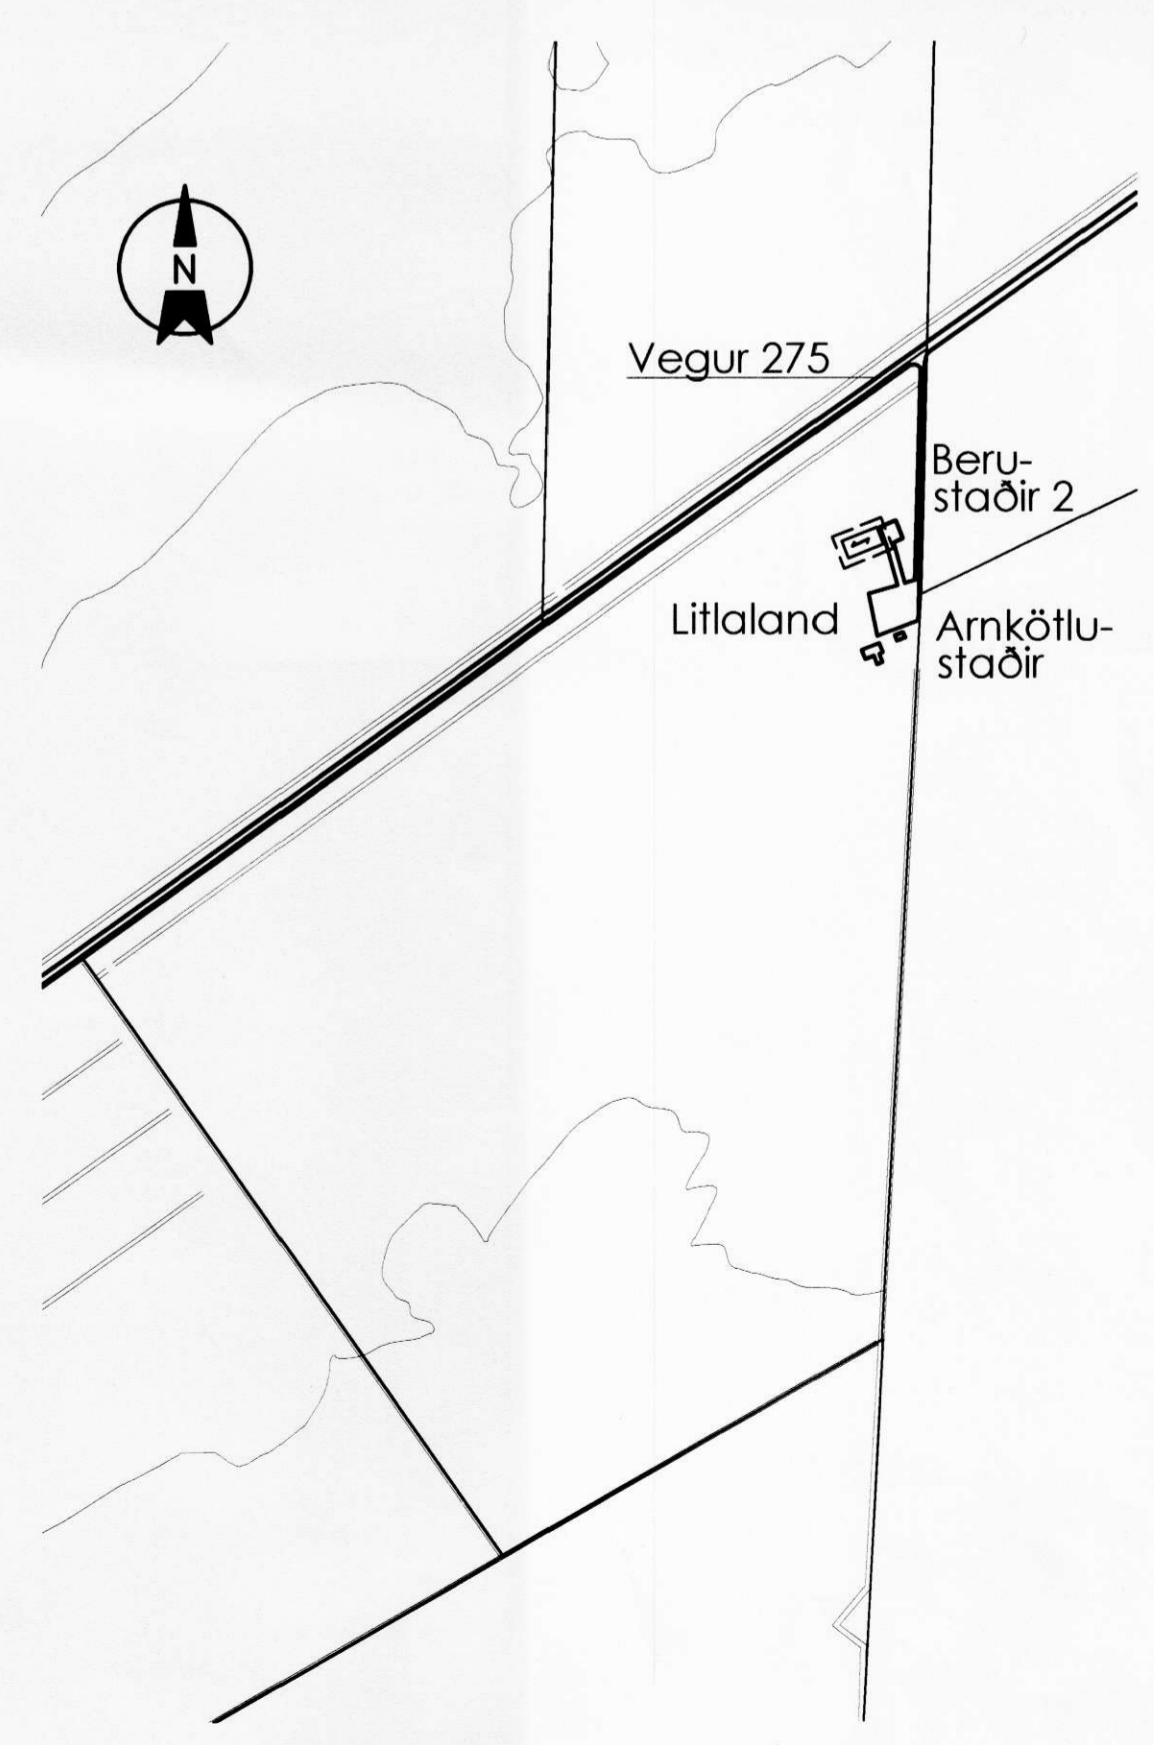 N
Vegur 275
Beru-
staðir 2
Litlaland
Arnkötlu-
staðir